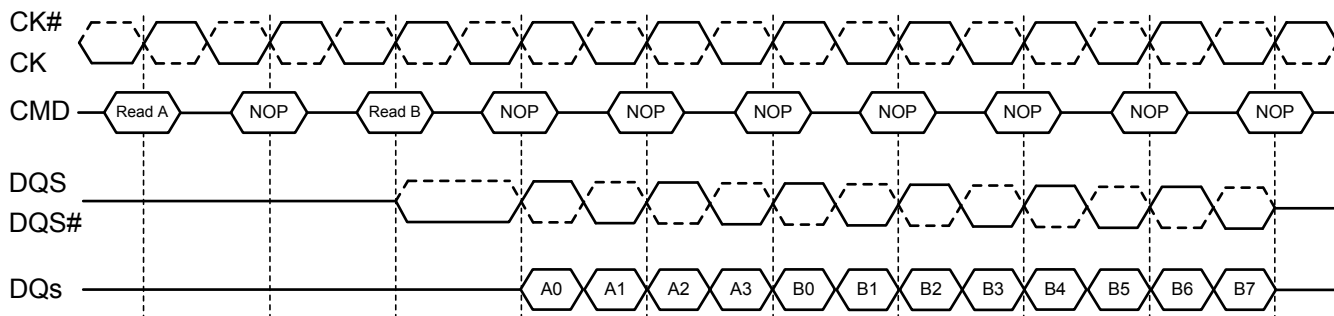 CK#
CK
CMD Read A NOP Read B NOP NOP NOP NOP NOP NOP NOP
DQS
DQS#
DQs A0 A1 A2 A3 B0 B1 B2 B3 B4 B5 B6 B7